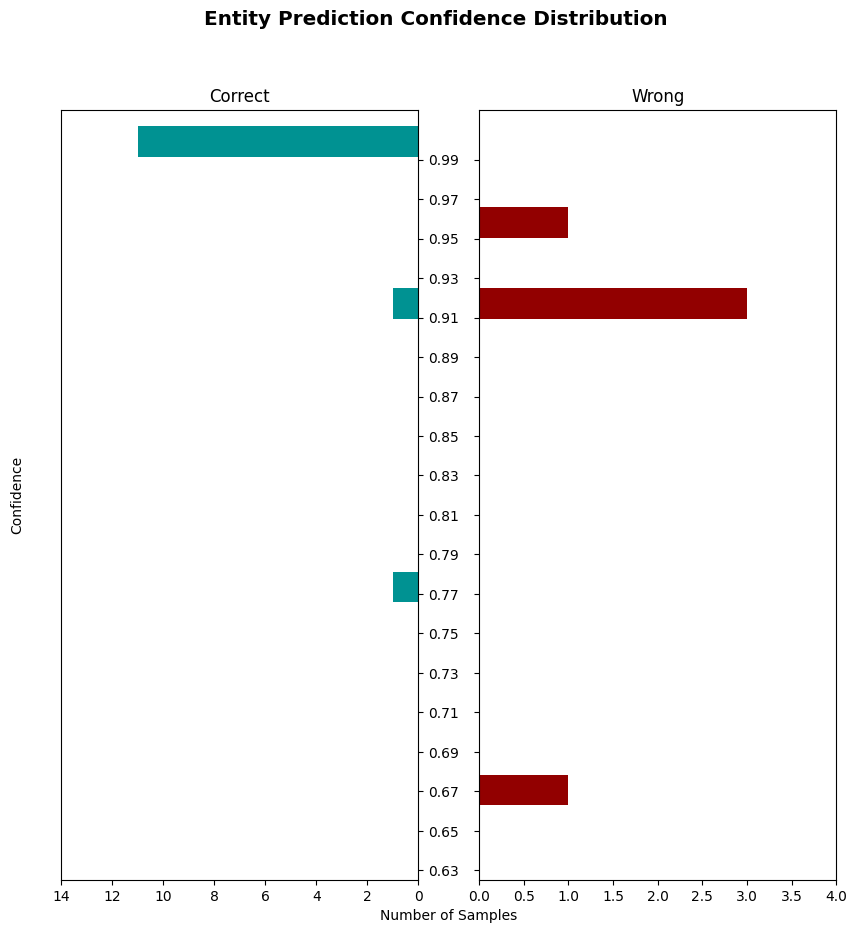 Entity Prediction Confidence Distribution
Correct
Wrong
0.99
0.97
0.95
0.93
0.91
0.89
0.87
0.85
0.83
0.81
0.79
0.77
0.75
0.73
0.71
0.69
0.67
0.65
0.63
Confidence
14 12 10 8 6 4 2 0
0.0 0.5 1.0 1.5 2.0 2.5 3.0 3.5 4.0
Number of Samples